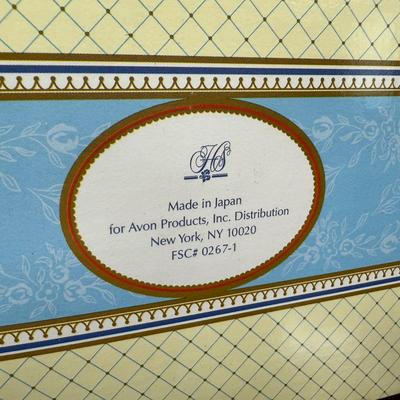 HS
Made in Japan
for Avon Products, Inc. Distribution
New York, NY 10020
FSC# 0267-1